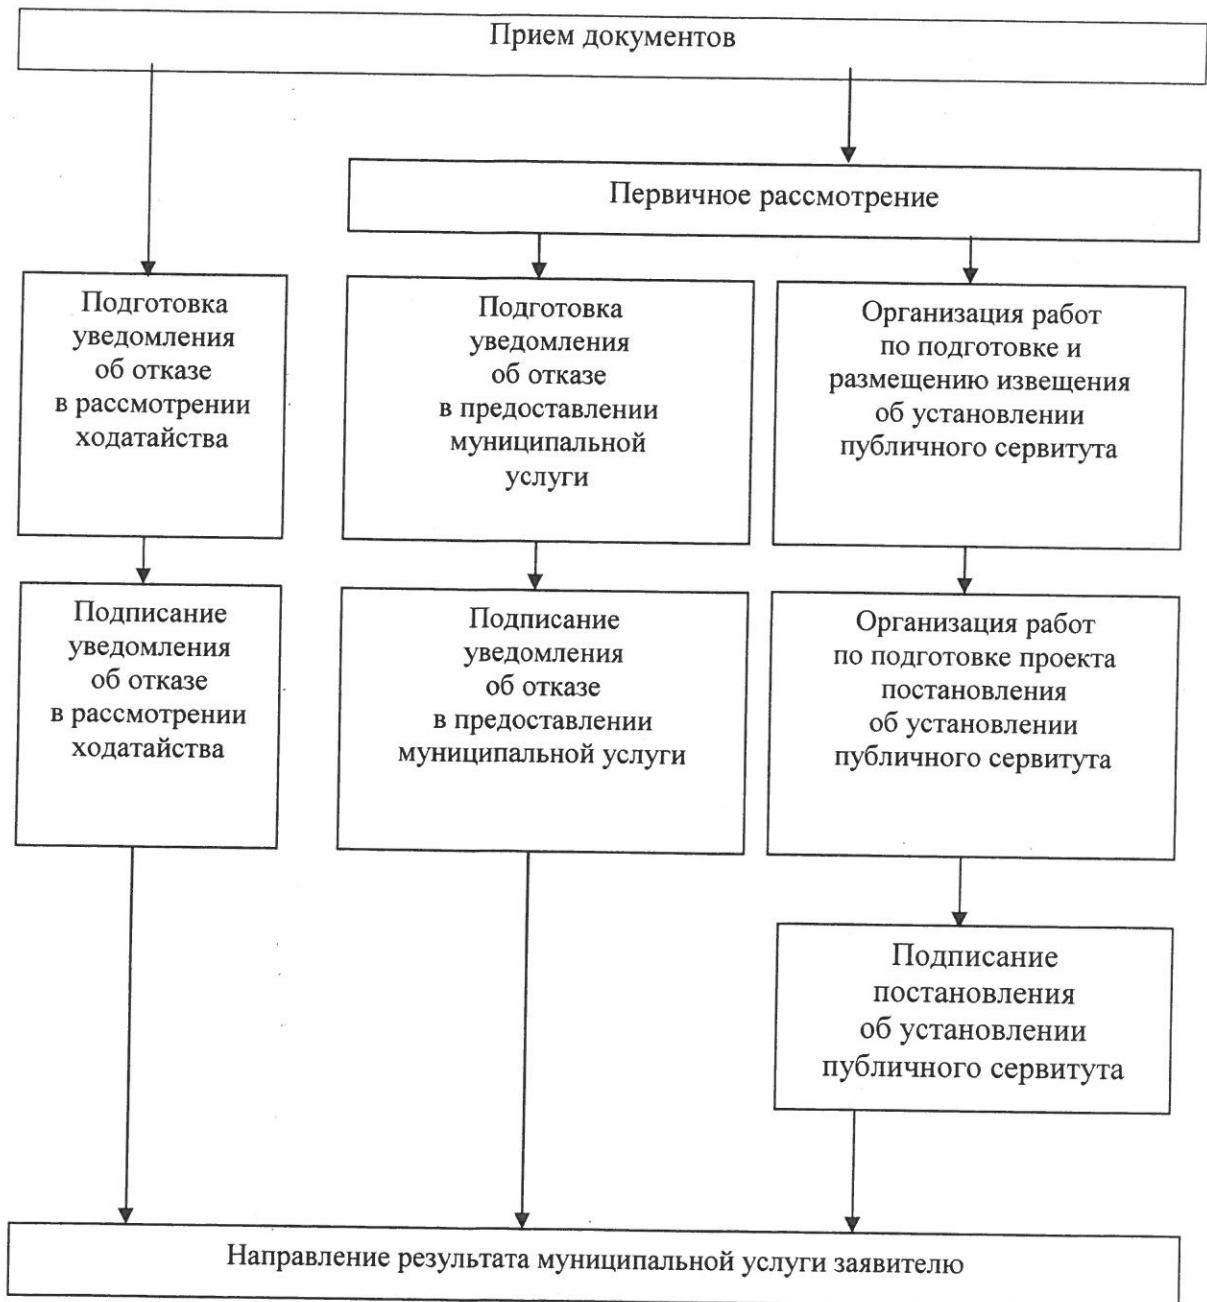 Прием документов
Первичное рассмотрение
Подготовка
уведомления
об отказе
в рассмотрении
ходатайства
Подготовка
уведомления
об отказе
в предоставлении
муниципальной
услуги
Организация работ
по подготовке и
размещению извещения
об установлении
публичного сервитута
Подписание
уведомления
об отказе
в рассмотрении
ходатайства
Подписание
уведомления
об отказе
в предоставлении
муниципальной услуги
Организация работ
по подготовке проекта
постановления
об установлении
публичного сервитута
Подписание
постановления
об установлении
публичного сервитута
Направление результата муниципальной услуги заявителю